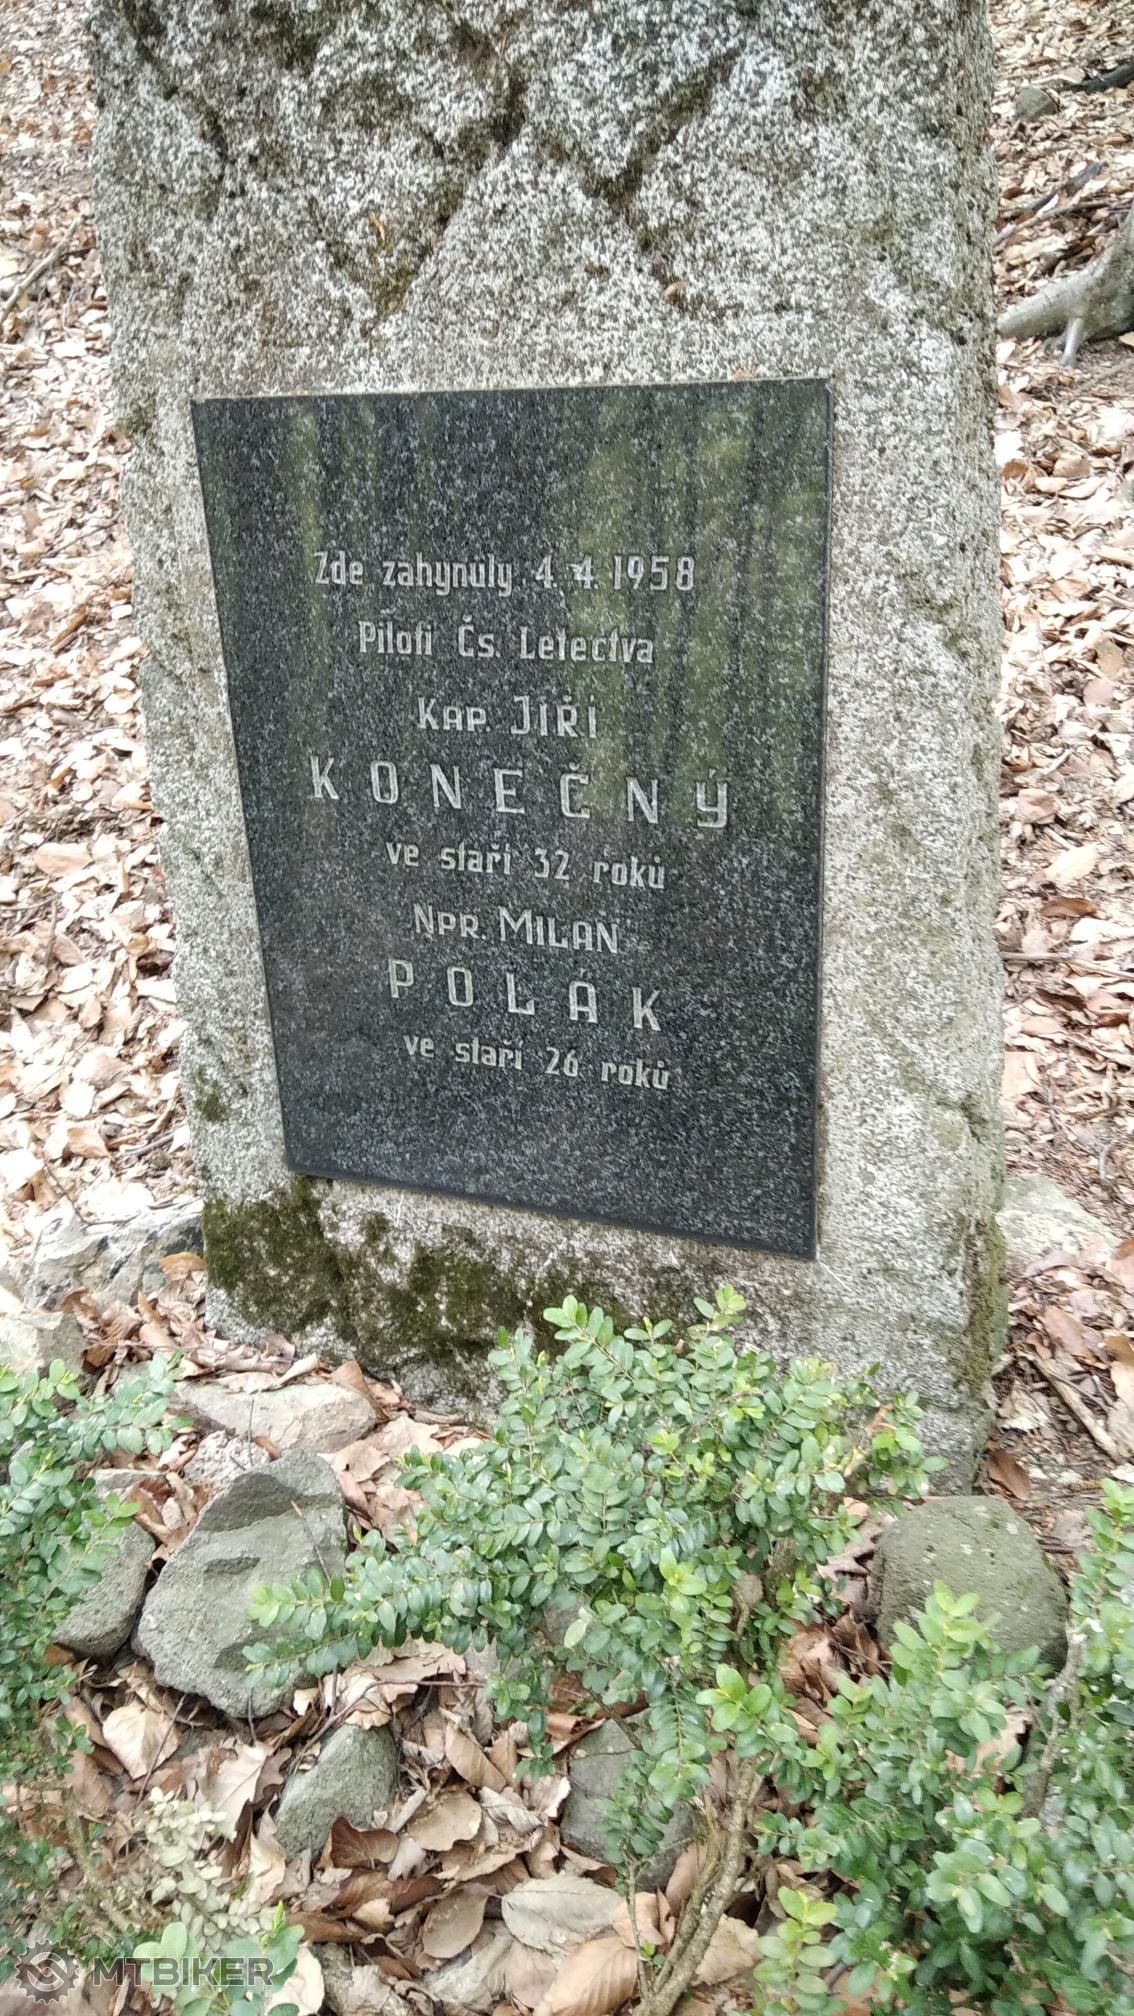 Zde zahynuly 4. 4. 1958
Piloti Čs. Letectva
KAP. JIŘÍ
KONEČNÝ
ve staří 32 roků
NPR. MILAN
POLÁK
ve staří 26 roků
MTBIKER